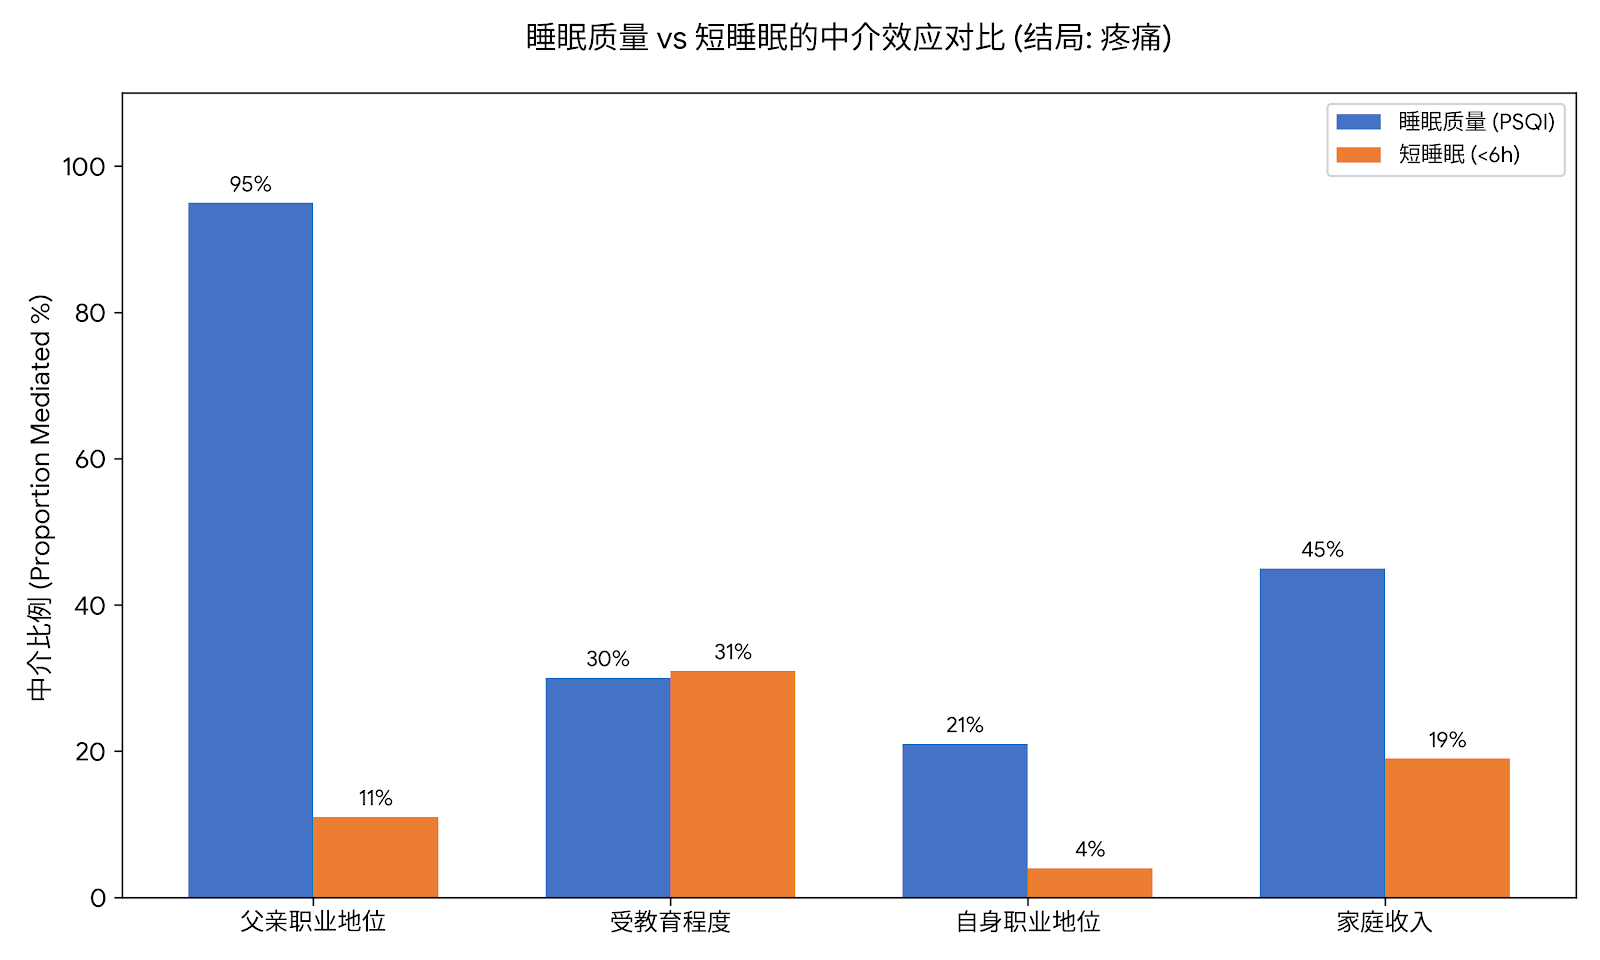 睡眠质量 vs 短睡眠的中介效应对比 (结局: 疼痛)
睡眠质量 (PSQI)
短睡眠 (<6h)
中介比例 (Proportion Mediated %)
100
80
60
40
20
0
95%
11%
30%
31%
21%
4%
45%
19%
父亲职业地位
受教育程度
自身职业地位
家庭收入